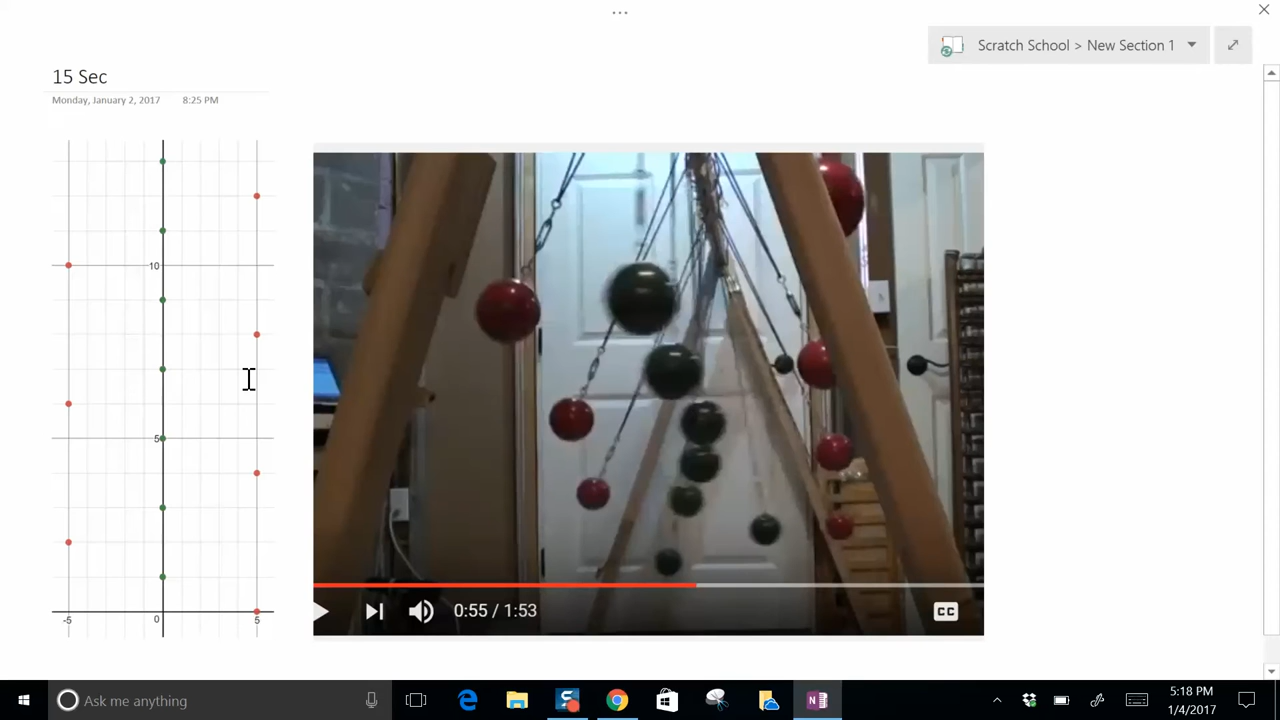 Scratch School > New Section 1
15 Sec
Monday, January 2, 2017 8:25 PM
10
5
-5 0 5
0:55 / 1:53 CC
Ask me anything
5:18 PM
1/4/2017